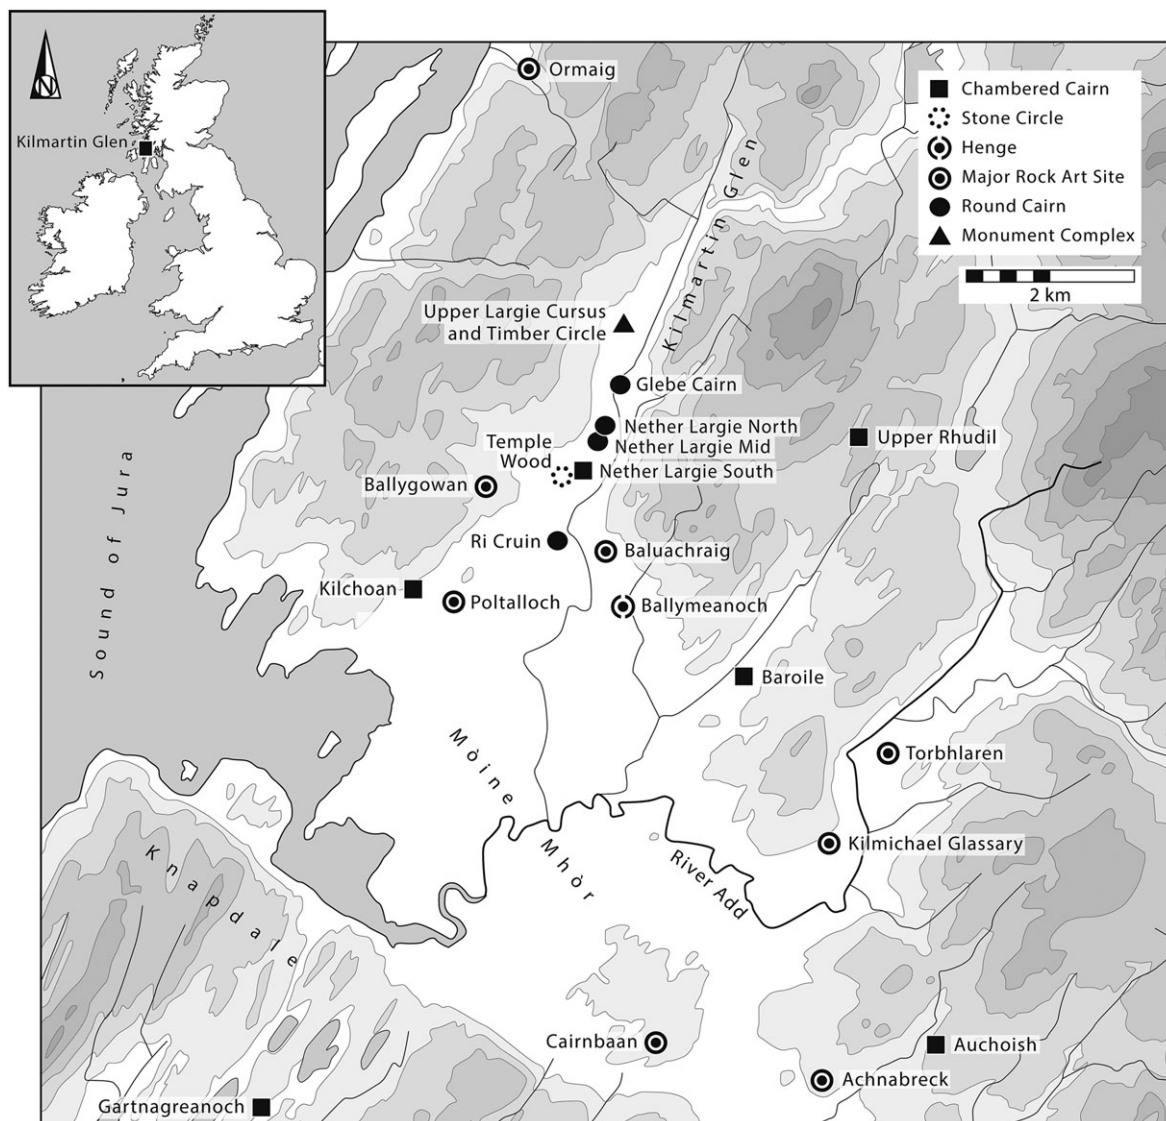 N
Kilmartin Glen
Ormaig
Chambered Cairn
Stone Circle
Henge
Major Rock Art Site
Round Cairn
Monument Complex
2 km
Kilmartin Glen
Upper Largie Cursus
and Timber Circle
Glebe Cairn
Nether Largie North
Nether Largie Mid
Temple
Wood
Nether Largie South
Upper Rhudil
Ballygowan
Ri Cruin
Baluachraig
Kilchoan
Poltalloch
Ballymeanoch
Sound of Jura
Baroile
Torbhlaren
Mòine
Mhòr
Kilmichael Glassary
River Add
Knapdale
Cairnbaan
Auchoish
Achnabreck
Gartnagreanoch